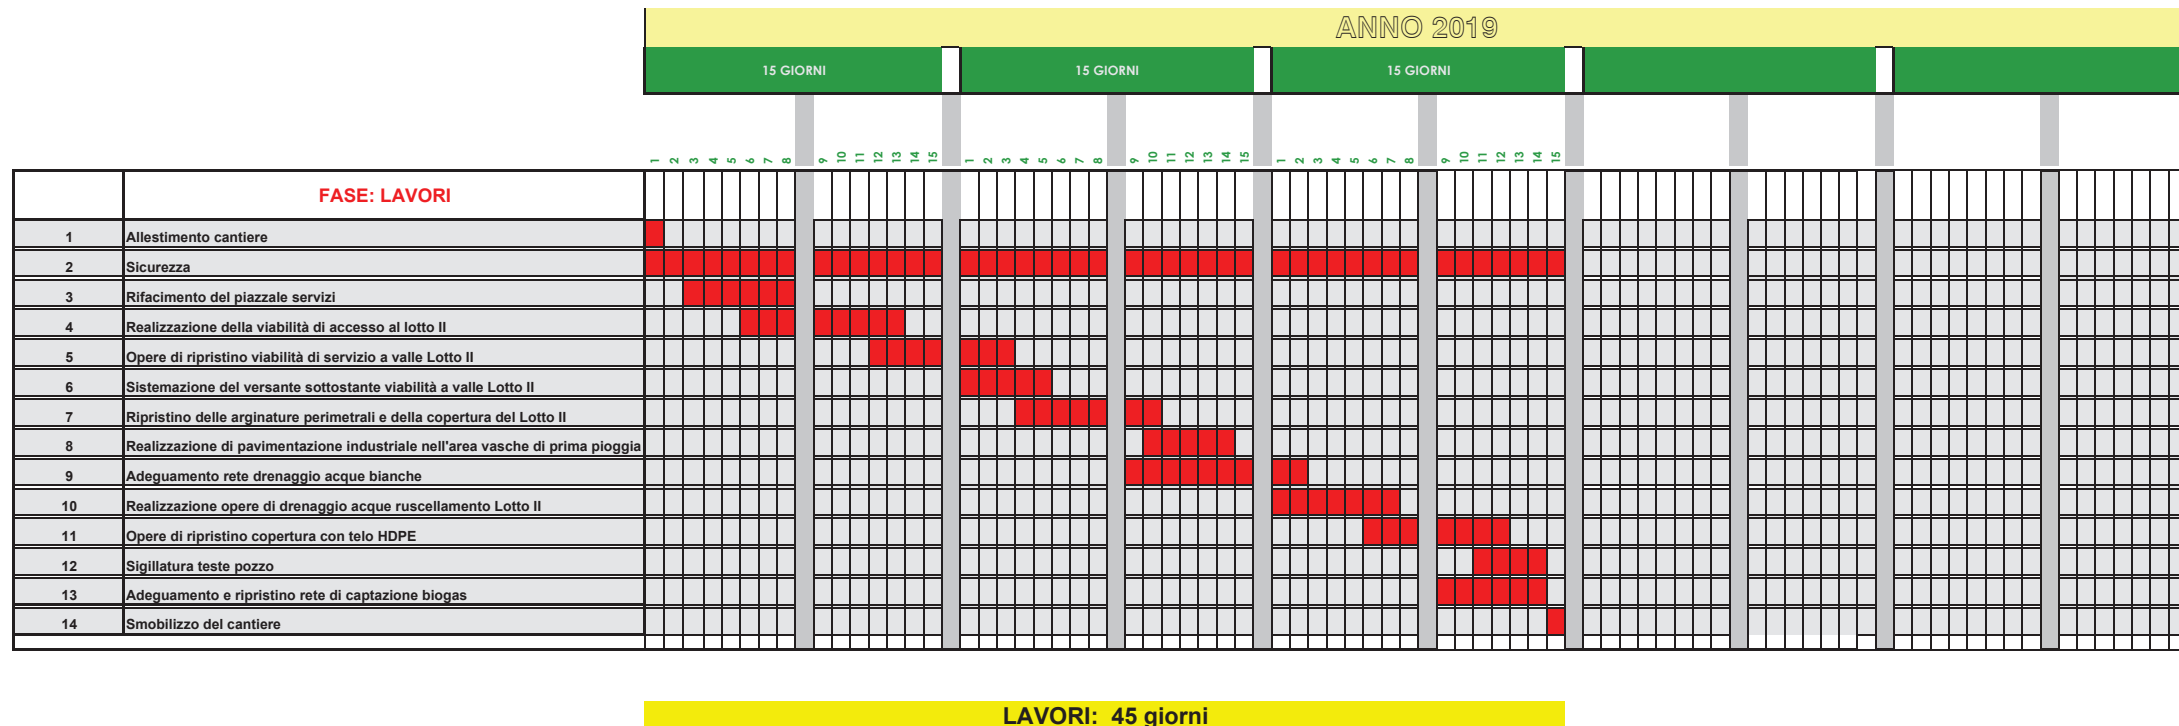 ANNO 2019
15 GIORNI 15 GIORNI 15 GIORNI
1 2 3 4 5 6 7 8 9 10 11 12 13 14 15 1 2 3 4 5 6 7 8 9 10 11 12 13 14 15 1 2 3 4 5 6 7 8 9 10 11 12 13 14 15
FASE: LAVORI
1 Allestimento cantiere
2 Sicurezza
3 Rifacimento del piazzale servizi
4 Realizzazione della viabilità di accesso al lotto II
5 Opere di ripristino viabilità di servizio a valle Lotto II
6 Sistemazione del versante sottostante viabilità a valle Lotto II
7 Ripristino delle arginature perimetrali e della copertura del Lotto II
8 Realizzazione di pavimentazione industriale nell'area vasche di prima pioggia
9 Adeguamento rete drenaggio acque bianche
10 Realizzazione opere di drenaggio acque ruscellamento Lotto II
11 Opere di ripristino copertura con telo HDPE
12 Sigillatura teste pozzo
13 Adeguamento e ripristino rete di captazione biogas
14 Smobilizzo del cantiere
LAVORI: 45 giorni